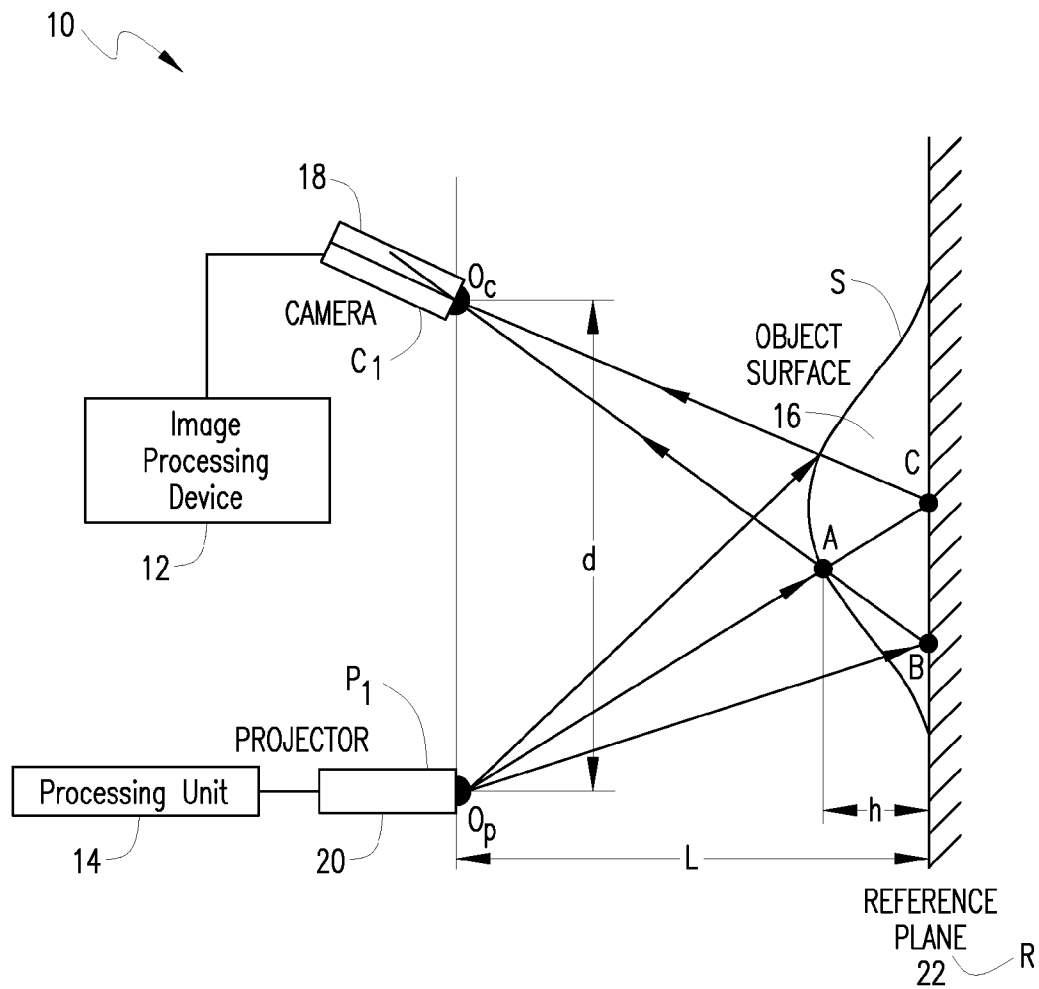 10
18
O_c
CAMERA
C_1
S
OBJECT
SURFACE
16
Image
Processing
Device
12
C
A
d
B
P_1
PROJECTOR
Processing Unit
14
20
O_p
h
L
REFERENCE
PLANE
22
R